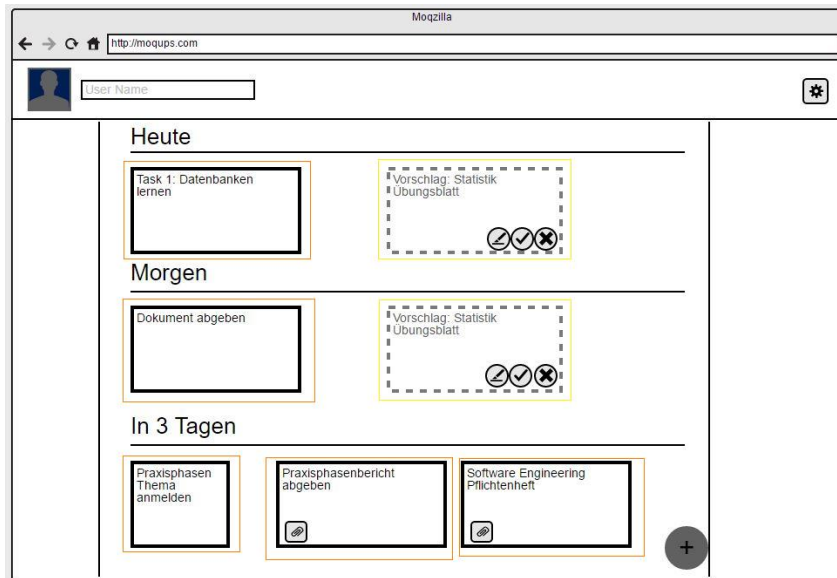 Moqzilla
http://moqups.com
User Name
Heute
Task 1: Datenbanken
lernen
Vorschlag: Statistik
Übungsblatt
Morgen
Dokument abgeben
Vorschlag: Statistik
Übungsblatt
In 3 Tagen
Praxisphasen
Thema
anmelden
Praxisphasenbericht
abgeben
Software Engineering
Pflichtenheft
+